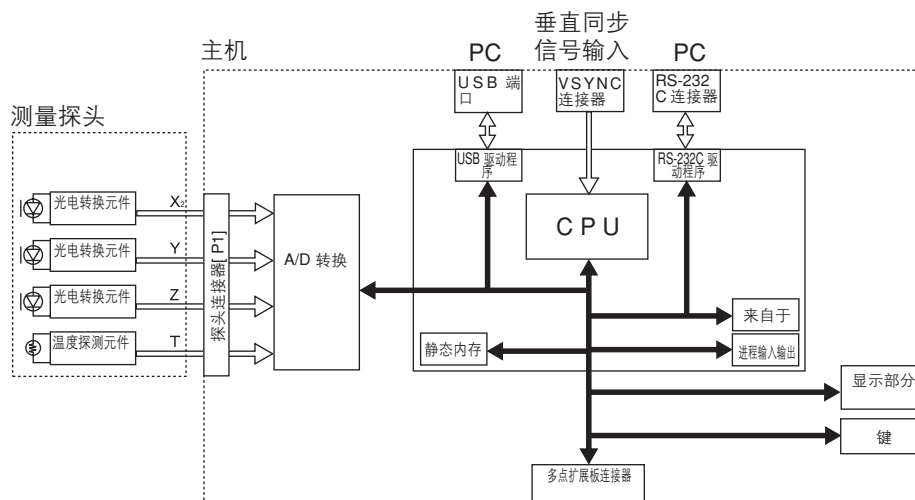 主机
PC
垂直同步
信号输入
PC
USB 端
口
VSYNC
连接器
RS-232
C 连接器
测量探头
USB 驱动程
序
RS-232C 驱
动程序
CPU
光电转换元件
X₂
光电转换元件
Y
光电转换元件
Z
温度探测元件
T
探头连接器[ P1]
A/D 转换
静态内存
来自于
进程输入输出
显示部分
键
多点扩展板连接器